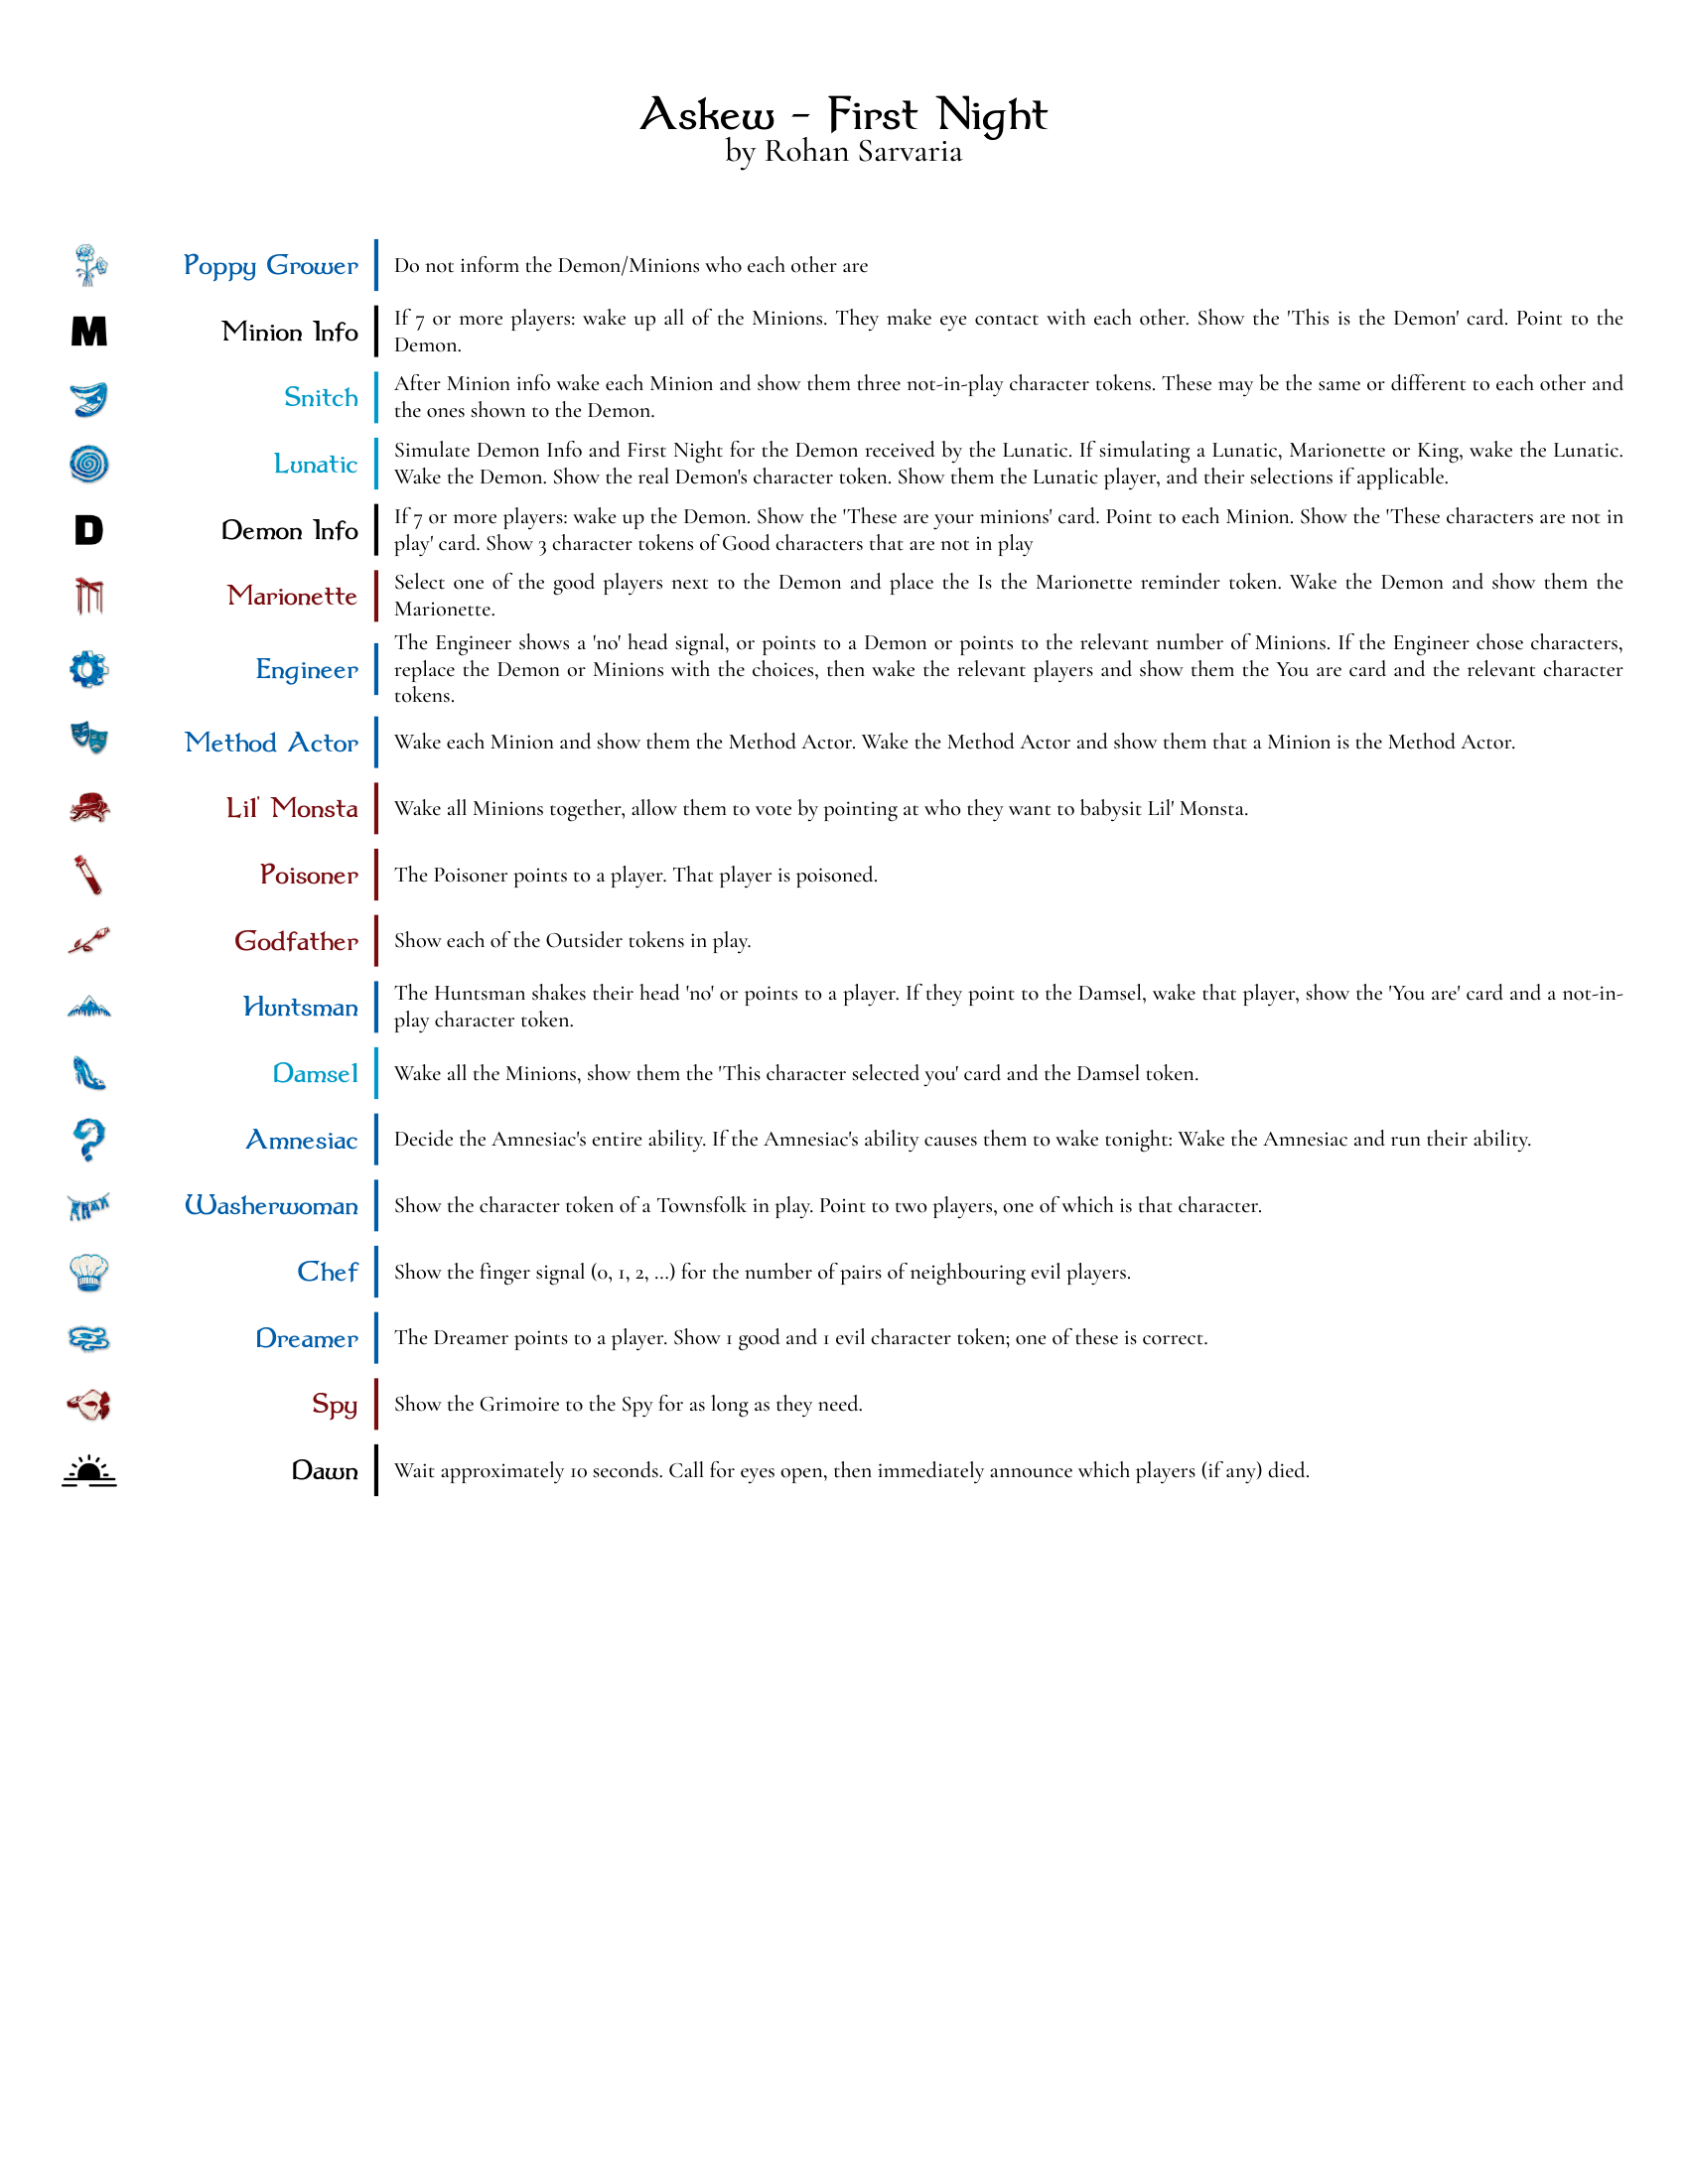 Askew - First Night
by Rohan Sarvaria
Poppy Grower
Do not inform the Demon/Minions who each other are
M
Minion Info
If 7 or more players: wake up all of the Minions. They make eye contact with each other. Show the 'This is the Demon' card. Point to the
Demon.
Snitch
After Minion info wake each Minion and show them three not-in-play character tokens. These may be the same or different to each other and
the ones shown to the Demon.
Lunatic
Simulate Demon Info and First Night for the Demon received by the Lunatic. If simulating a Lunatic, Marionette or King, wake the Lunatic.
Wake the Demon. Show the real Demon's character token. Show them the Lunatic player, and their selections if applicable.
D
Demon Info
If 7 or more players: wake up the Demon. Show the 'These are your minions' card. Point to each Minion. Show the 'These characters are not in
play' card. Show 3 character tokens of Good characters that are not in play
Marionette
Select one of the good players next to the Demon and place the Is the Marionette reminder token. Wake the Demon and show them the
Marionette.
Engineer
The Engineer shows a 'no' head signal, or points to a Demon or points to the relevant number of Minions. If the Engineer chose characters,
replace the Demon or Minions with the choices, then wake the relevant players and show them the You are card and the relevant character
tokens.
Method Actor
Wake each Minion and show them the Method Actor. Wake the Method Actor and show them that a Minion is the Method Actor.
Lil' Monsta
Wake all Minions together, allow them to vote by pointing at who they want to babysit Lil' Monsta.
Poisoner
The Poisoner points to a player. That player is poisoned.
Godfather
Show each of the Outsider tokens in play.
Huntsman
The Huntsman shakes their head 'no' or points to a player. If they point to the Damsel, wake that player, show the 'You are' card and a not-in-
play character token.
Damsel
Wake all the Minions, show them the 'This character selected you' card and the Damsel token.
Amnesiac
Decide the Amnesiac's entire ability. If the Amnesiac's ability causes them to wake tonight: Wake the Amnesiac and run their ability.
Washerwoman
Show the character token of a Townsfolk in play. Point to two players, one of which is that character.
Chef
Show the finger signal (0, 1, 2, ...) for the number of pairs of neighbouring evil players.
Dreamer
The Dreamer points to a player. Show 1 good and 1 evil character token; one of these is correct.
Spy
Show the Grimoire to the Spy for as long as they need.
Dawn
Wait approximately 10 seconds. Call for eyes open, then immediately announce which players (if any) died.